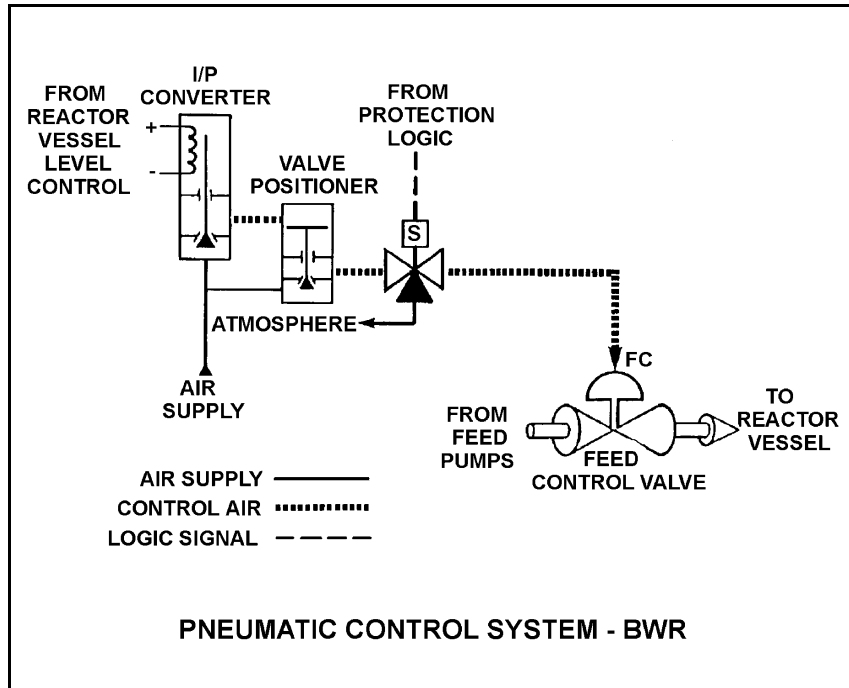 I/P
CONVERTER
FROM
REACTOR
VESSEL
LEVEL
CONTROL
+
-
FROM
PROTECTION
LOGIC
VALVE
POSITIONER
S
ATMOSPHERE
AIR
SUPPLY
FC
FROM
FEED
PUMPS
FEED
CONTROL VALVE
TO
REACTOR
VESSEL
AIR SUPPLY
CONTROL AIR
LOGIC SIGNAL
PNEUMATIC CONTROL SYSTEM - BWR